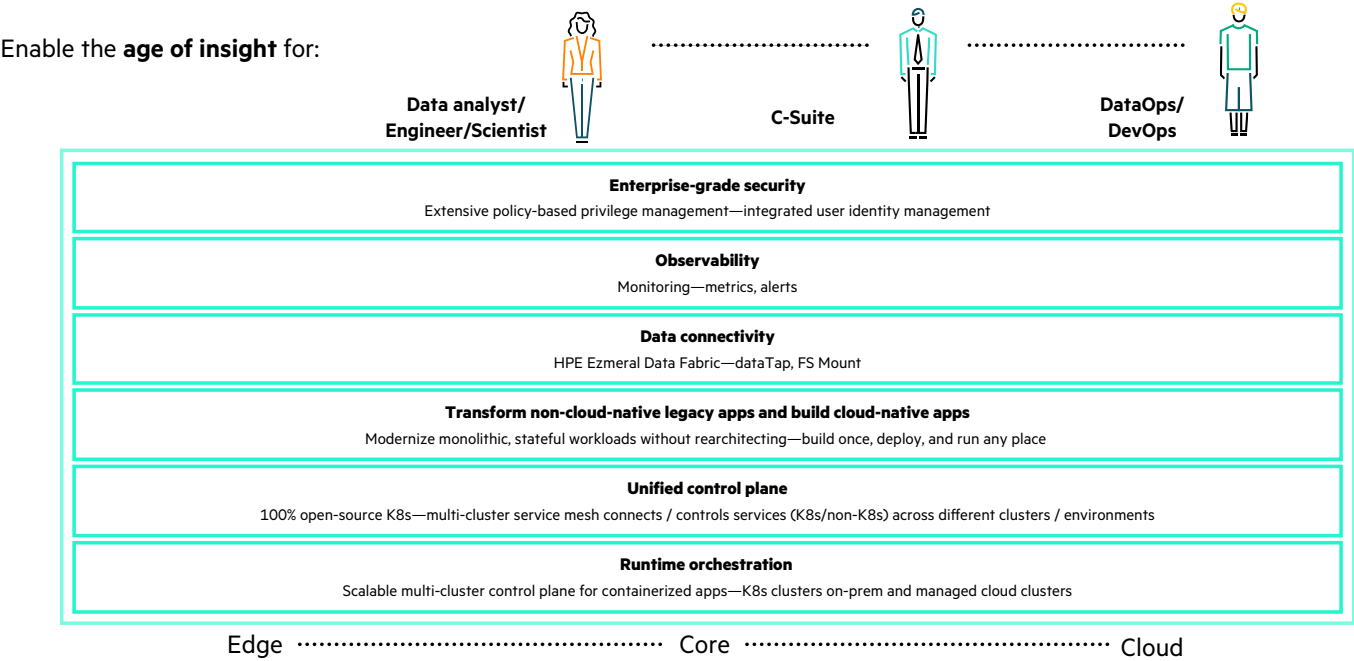 Enable the age of insight for:
Data analyst/
Engineer/Scientist
C-Suite
DataOps/
DevOps
Enterprise-grade security
Extensive policy-based privilege management—integrated user identity management
Observability
Monitoring—metrics, alerts
Data connectivity
HPE Ezmeral Data Fabric—dataTap, FS Mount
Transform non-cloud-native legacy apps and build cloud-native apps
Modernize monolithic, stateful workloads without rearchitecting—build once, deploy, and run any place
Unified control plane
100% open-source K8s—multi-cluster service mesh connects / controls services (K8s/non-K8s) across different clusters / environments
Runtime orchestration
Scalable multi-cluster control plane for containerized apps—K8s clusters on-prem and managed cloud clusters
Edge Core Cloud